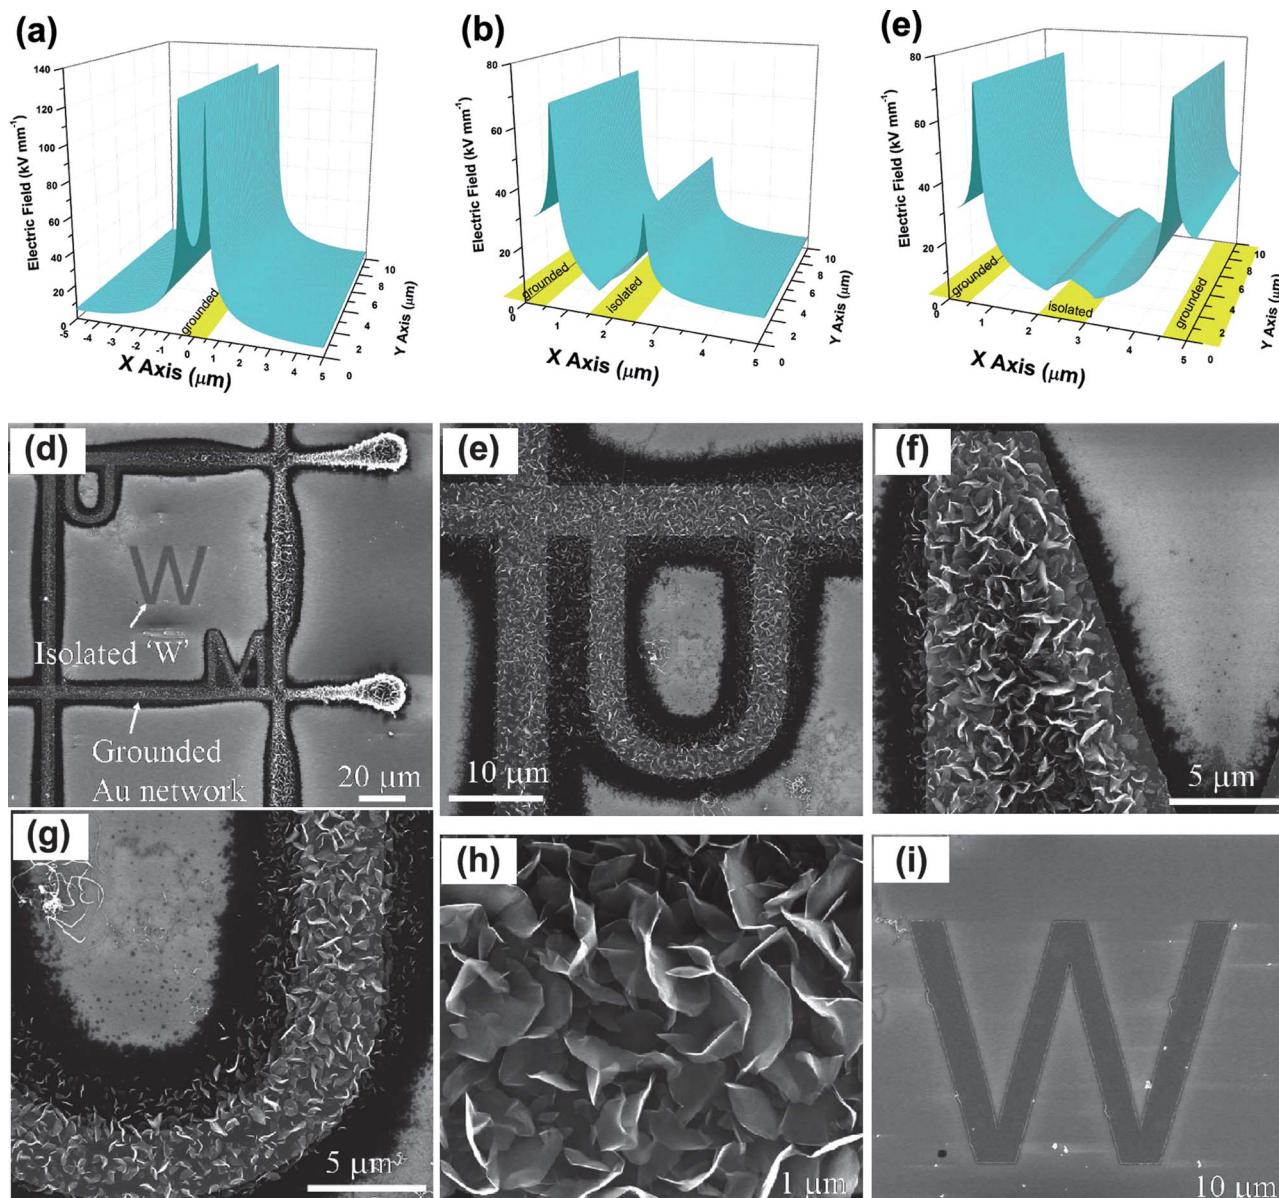 (a)
140
120
100
80
60
40
20
0
Electric Field (kV mm⁻¹)
-5 -4 -3 -2 -1 0 1 2 3 4 5
X Axis (μm)
0 2 4 6 8 10
Y Axis (μm)
grounded
(b)
80
60
40
20
0
Electric Field (kV mm⁻¹)
0 1 2 3 4 5
X Axis (μm)
0 2 4 6 8 10
Y Axis (μm)
grounded
isolated
(e)
80
60
40
20
0
Electric Field (kV mm⁻¹)
0 1 2 3 4 5
X Axis (μm)
0 2 4 6 8 10
Y Axis (μm)
grounded
isolated
grounded
(d)
U
W
Isolated 'W'
M
Grounded
Au network
20 μm
(e)
10 μm
(f)
5 μm
(g)
5 μm
(h)
1 μm
(i)
W
10 μm